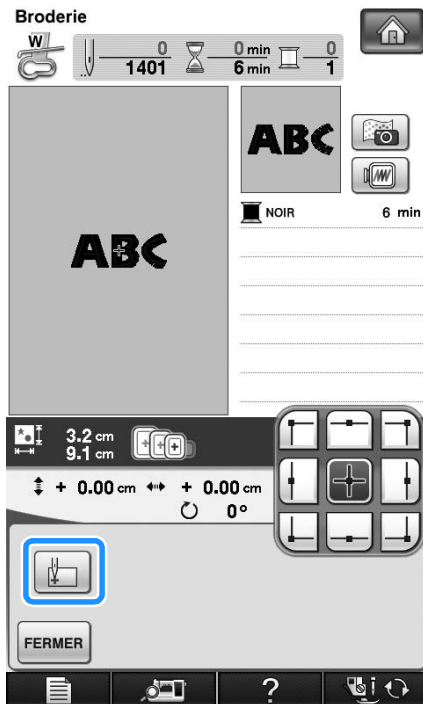 Broderie
W
0 0 min 0
1401 6 min 1
ABC
NOIR 6 min
ABC
3.2 cm
9.1 cm
+ 0.00 cm + 0.00 cm
0°
FERMER
?
i